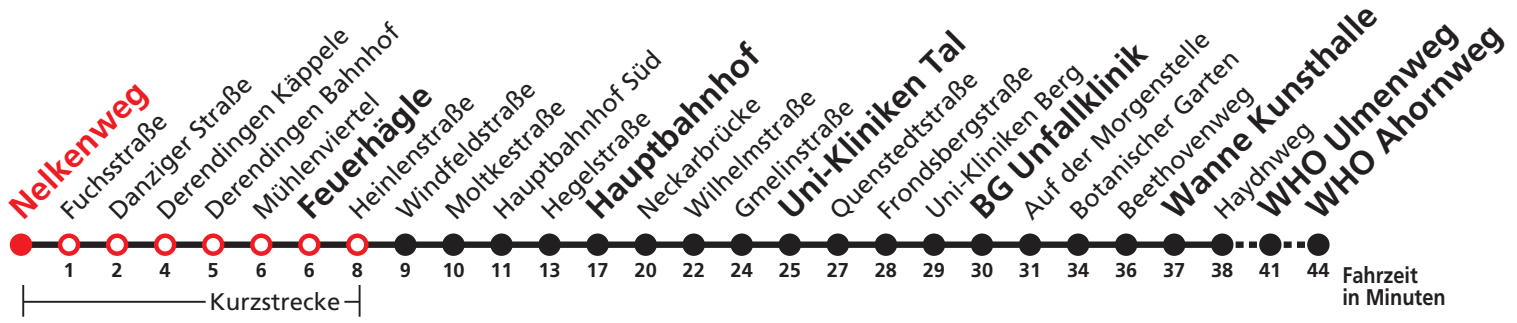 Nelkenweg
Fuchsstraße
Danziger Straße
Derendingen Käppele
Derendingen Bahnhof
Mühlenviertel
Feuerhägle
Heinlenstraße
Windfeldstraße
Moltkestraße
Hauptbahnhof Süd
Hegelstraße
Hauptbahnhof
Neckarbrücke
Wilhelmstraße
Gmelinstraße
Uni-Kliniken Tal
Quenstedtstraße
Frondsbergstraße
Uni-Kliniken Berg
BG Unfallklinik
Auf der Morgenstelle
Botanischer Garten
Beethovenweg
Wanne Kunsthalle
Haydnweg
WHO Ulmenweg
WHO Ahornweg
1 2 4 5 6 6 8 9 10 11 13 17 20 22 24 25 27 28 29 30 31 34 36 37 38 41 44
Fahrzeit
in Minuten
Kurzstrecke